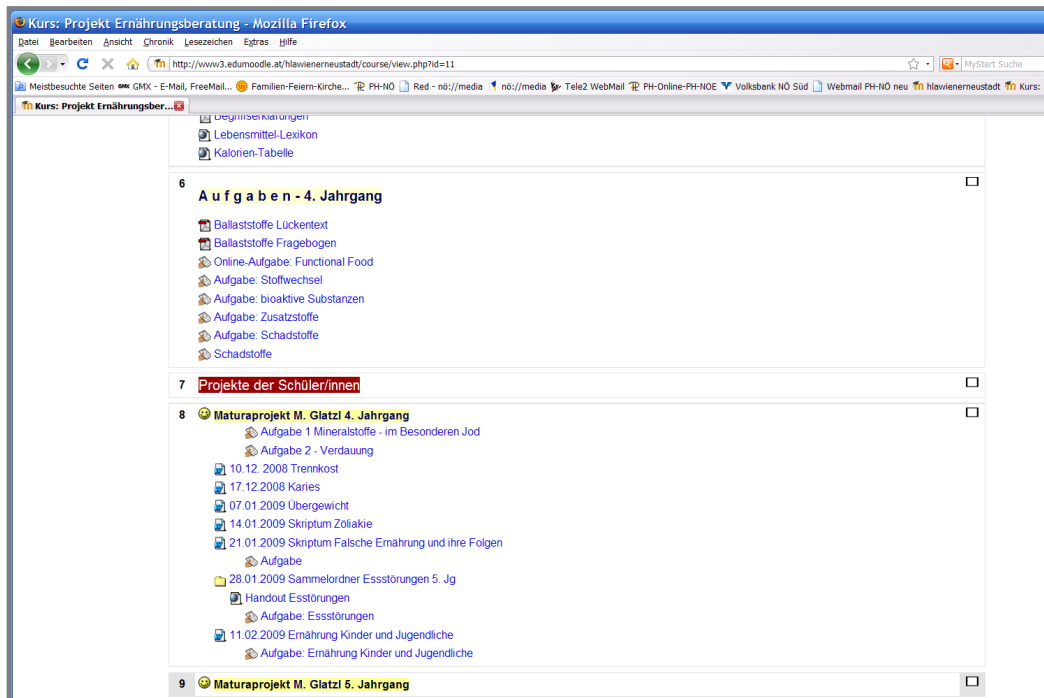 Kurs: Projekt Ernährungsberatung - Mozilla Firefox
Datei Bearbeiten Ansicht Chronik Lesezeichen Extras Hilfe
http://www3.edumoodle.at/hlawienerneustadt/course/view.php?id=11 MyStart Suche
Meistbesuchte Seiten GMX GMX - E-Mail, FreeMail... Familien-Feiern-Kirche... PH-NÖ Red - nö://media nö://media Tele2 WebMail PH-Online-PH-NOE Volksbank NÖ Süd Webmail PH-NÖ neu hlawienerneustadt Kurs:
Kurs: Projekt Ernährungsber...
Begriffserklärungen
Lebensmittel-Lexikon
Kalorien-Tabelle
6
A u f g a b e n - 4. Jahrgang
Ballaststoffe Lückentext
Ballaststoffe Fragebogen
Online-Aufgabe: Functional Food
Aufgabe: Stoffwechsel
Aufgabe: bioaktive Substanzen
Aufgabe: Zusatzstoffe
Aufgabe: Schadstoffe
Schadstoffe
7 Projekte der Schüler/innen
8 Maturaprojekt M. Glatzl 4. Jahrgang
Aufgabe 1 Mineralstoffe - im Besonderen Jod
Aufgabe 2 - Verdauung
10.12. 2008 Trennkost
17.12.2008 Karies
07.01.2009 Übergewicht
14.01.2009 Skriptum Zöliakie
21.01.2009 Skriptum Falsche Ernährung und ihre Folgen
Aufgabe
28.01.2009 Sammelordner Essstörungen 5. Jg
Handout Esstörungen
Aufgabe: Essstörungen
11.02.2009 Ernährung Kinder und Jugendliche
Aufgabe: Ernährung Kinder und Jugendliche
9 Maturaprojekt M. Glatzl 5. Jahrgang